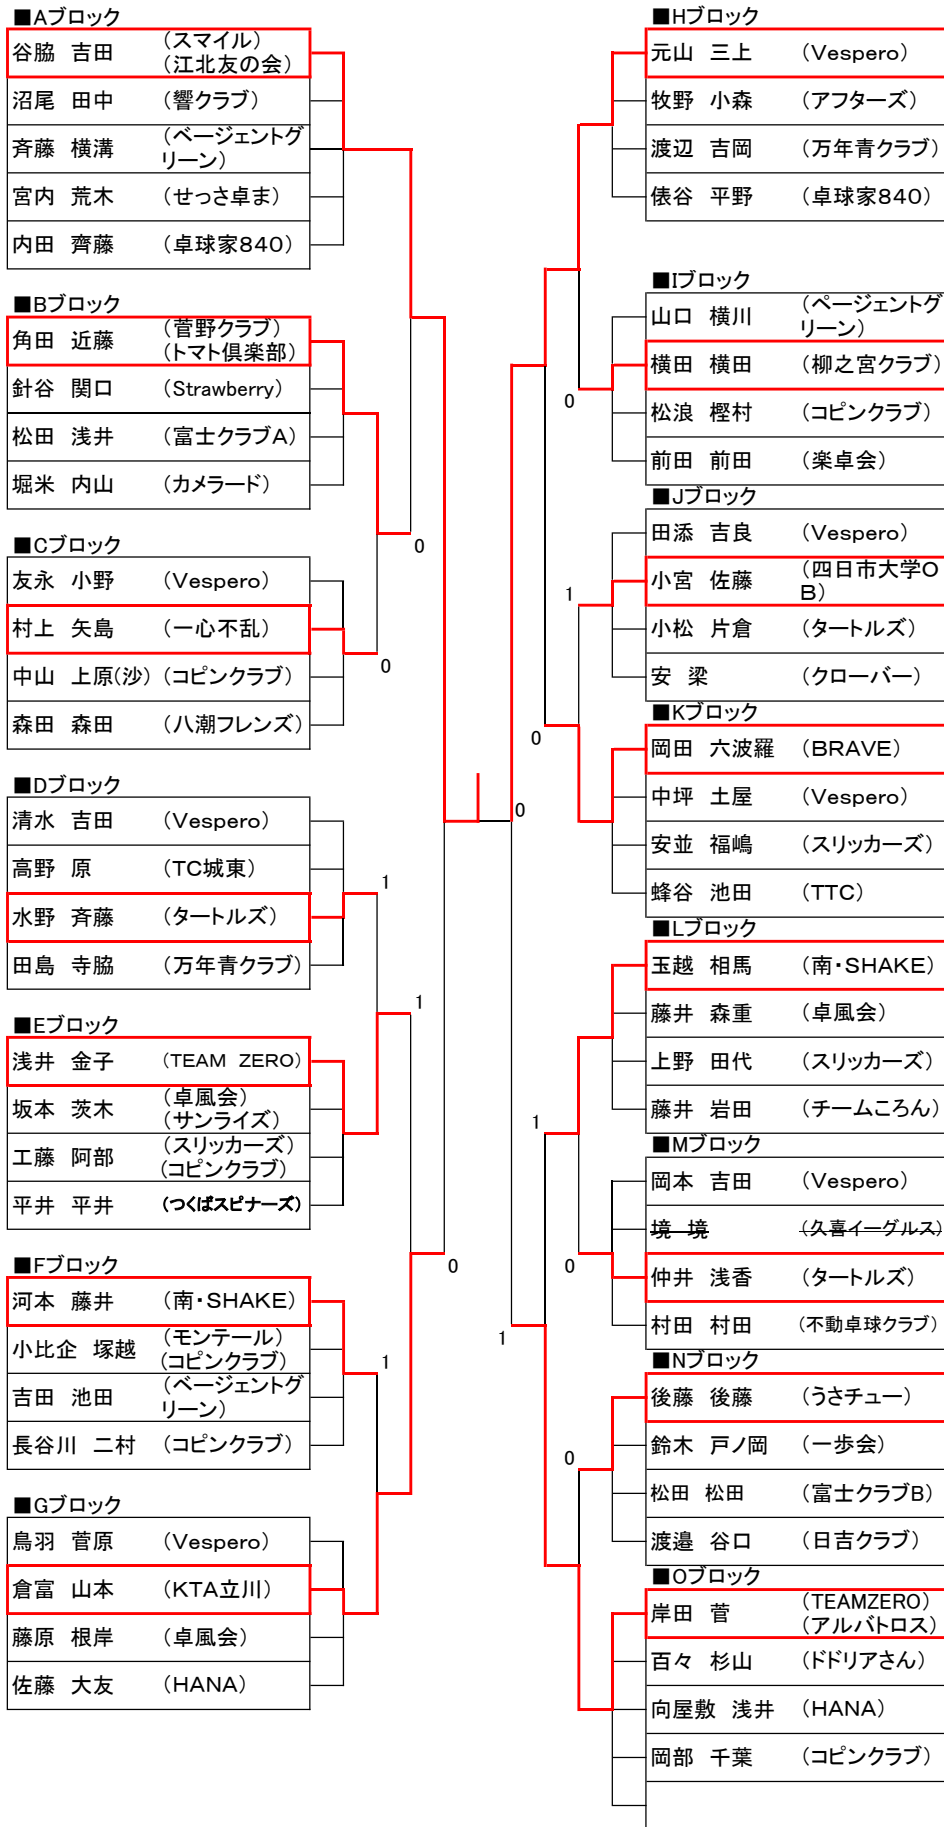 ■Aブロック
谷脇 吉田 (スマイル)
(江北友の会)
沼尾 田中 (響クラブ)
斉藤 横溝 (ページェントグ
リーン)
宮内 荒木 (せっさ卓ま)
内田 齊藤 (卓球家840)
■Bブロック
角田 近藤 (菅野クラブ)
(トマト倶楽部)
針谷 関口 (Strawberry)
松田 浅井 (富士クラブA)
堀米 内山 (カメラード)
0
■Cブロック
友永 小野 (Vespero)
村上 矢島 (一心不乱)
0
中山 上原(沙) (コピンクラブ)
森田 森田 (八潮フレンズ)
■Dブロック
清水 吉田 (Vespero)
高野 原 (TC城東)
1
水野 斉藤 (タートルズ)
田島 寺脇 (万年青クラブ)
1
■Eブロック
浅井 金子 (TEAM ZERO)
坂本 茨木 (卓風会)
(サンライズ)
工藤 阿部 (スリッカーズ)
(コピンクラブ)
平井 平井 (つくばスピナーズ)
0
■Fブロック
河本 藤井 (南・SHAKE)
小比企 塚越 (モンテール)
(コピンクラブ)
1
吉田 池田 (ページェントグ
リーン)
長谷川 二村 (コピンクラブ)
■Gブロック
鳥羽 菅原 (Vespero)
倉富 山本 (KTA立川)
藤原 根岸 (卓風会)
佐藤 大友 (HANA)
■Hブロック
元山 三上 (Vespero)
牧野 小森 (アフターズ)
渡辺 吉岡 (万年青クラブ)
俵谷 平野 (卓球家840)
■Iブロック
山口 横川 (ページェントグ
リーン)
横田 横田 (柳之宮クラブ)
0
松浪 樫村 (コピンクラブ)
前田 前田 (楽卓会)
■Jブロック
田添 吉良 (Vespero)
小宮 佐藤 (四日市大学O
B)
1
小松 片倉 (タートルズ)
安 梁 (クローバー)
■Kブロック
0
岡田 六波羅 (BRAVE)
中坪 土屋 (Vespero)
0
安並 福嶋 (スリッカーズ)
蜂谷 池田 (TTC)
■Lブロック
玉越 相馬 (南・SHAKE)
藤井 森重 (卓風会)
上野 田代 (スリッカーズ)
藤井 岩田 (チームころん)
1
■Mブロック
岡本 吉田 (Vespero)
境 境 (久喜イーグルス)
0
仲井 浅香 (タートルズ)
村田 村田 (不動卓球クラブ)
1
■Nブロック
後藤 後藤 (うさチュー)
鈴木 戸ノ岡 (一歩会)
0
松田 松田 (富士クラブB)
渡邉 谷口 (日吉クラブ)
■Oブロック
岸田 菅 (TEAMZERO)
(アルバトロス)
百々 杉山 (ドドリアさん)
向屋敷 浅井 (HANA)
岡部 千葉 (コピンクラブ)